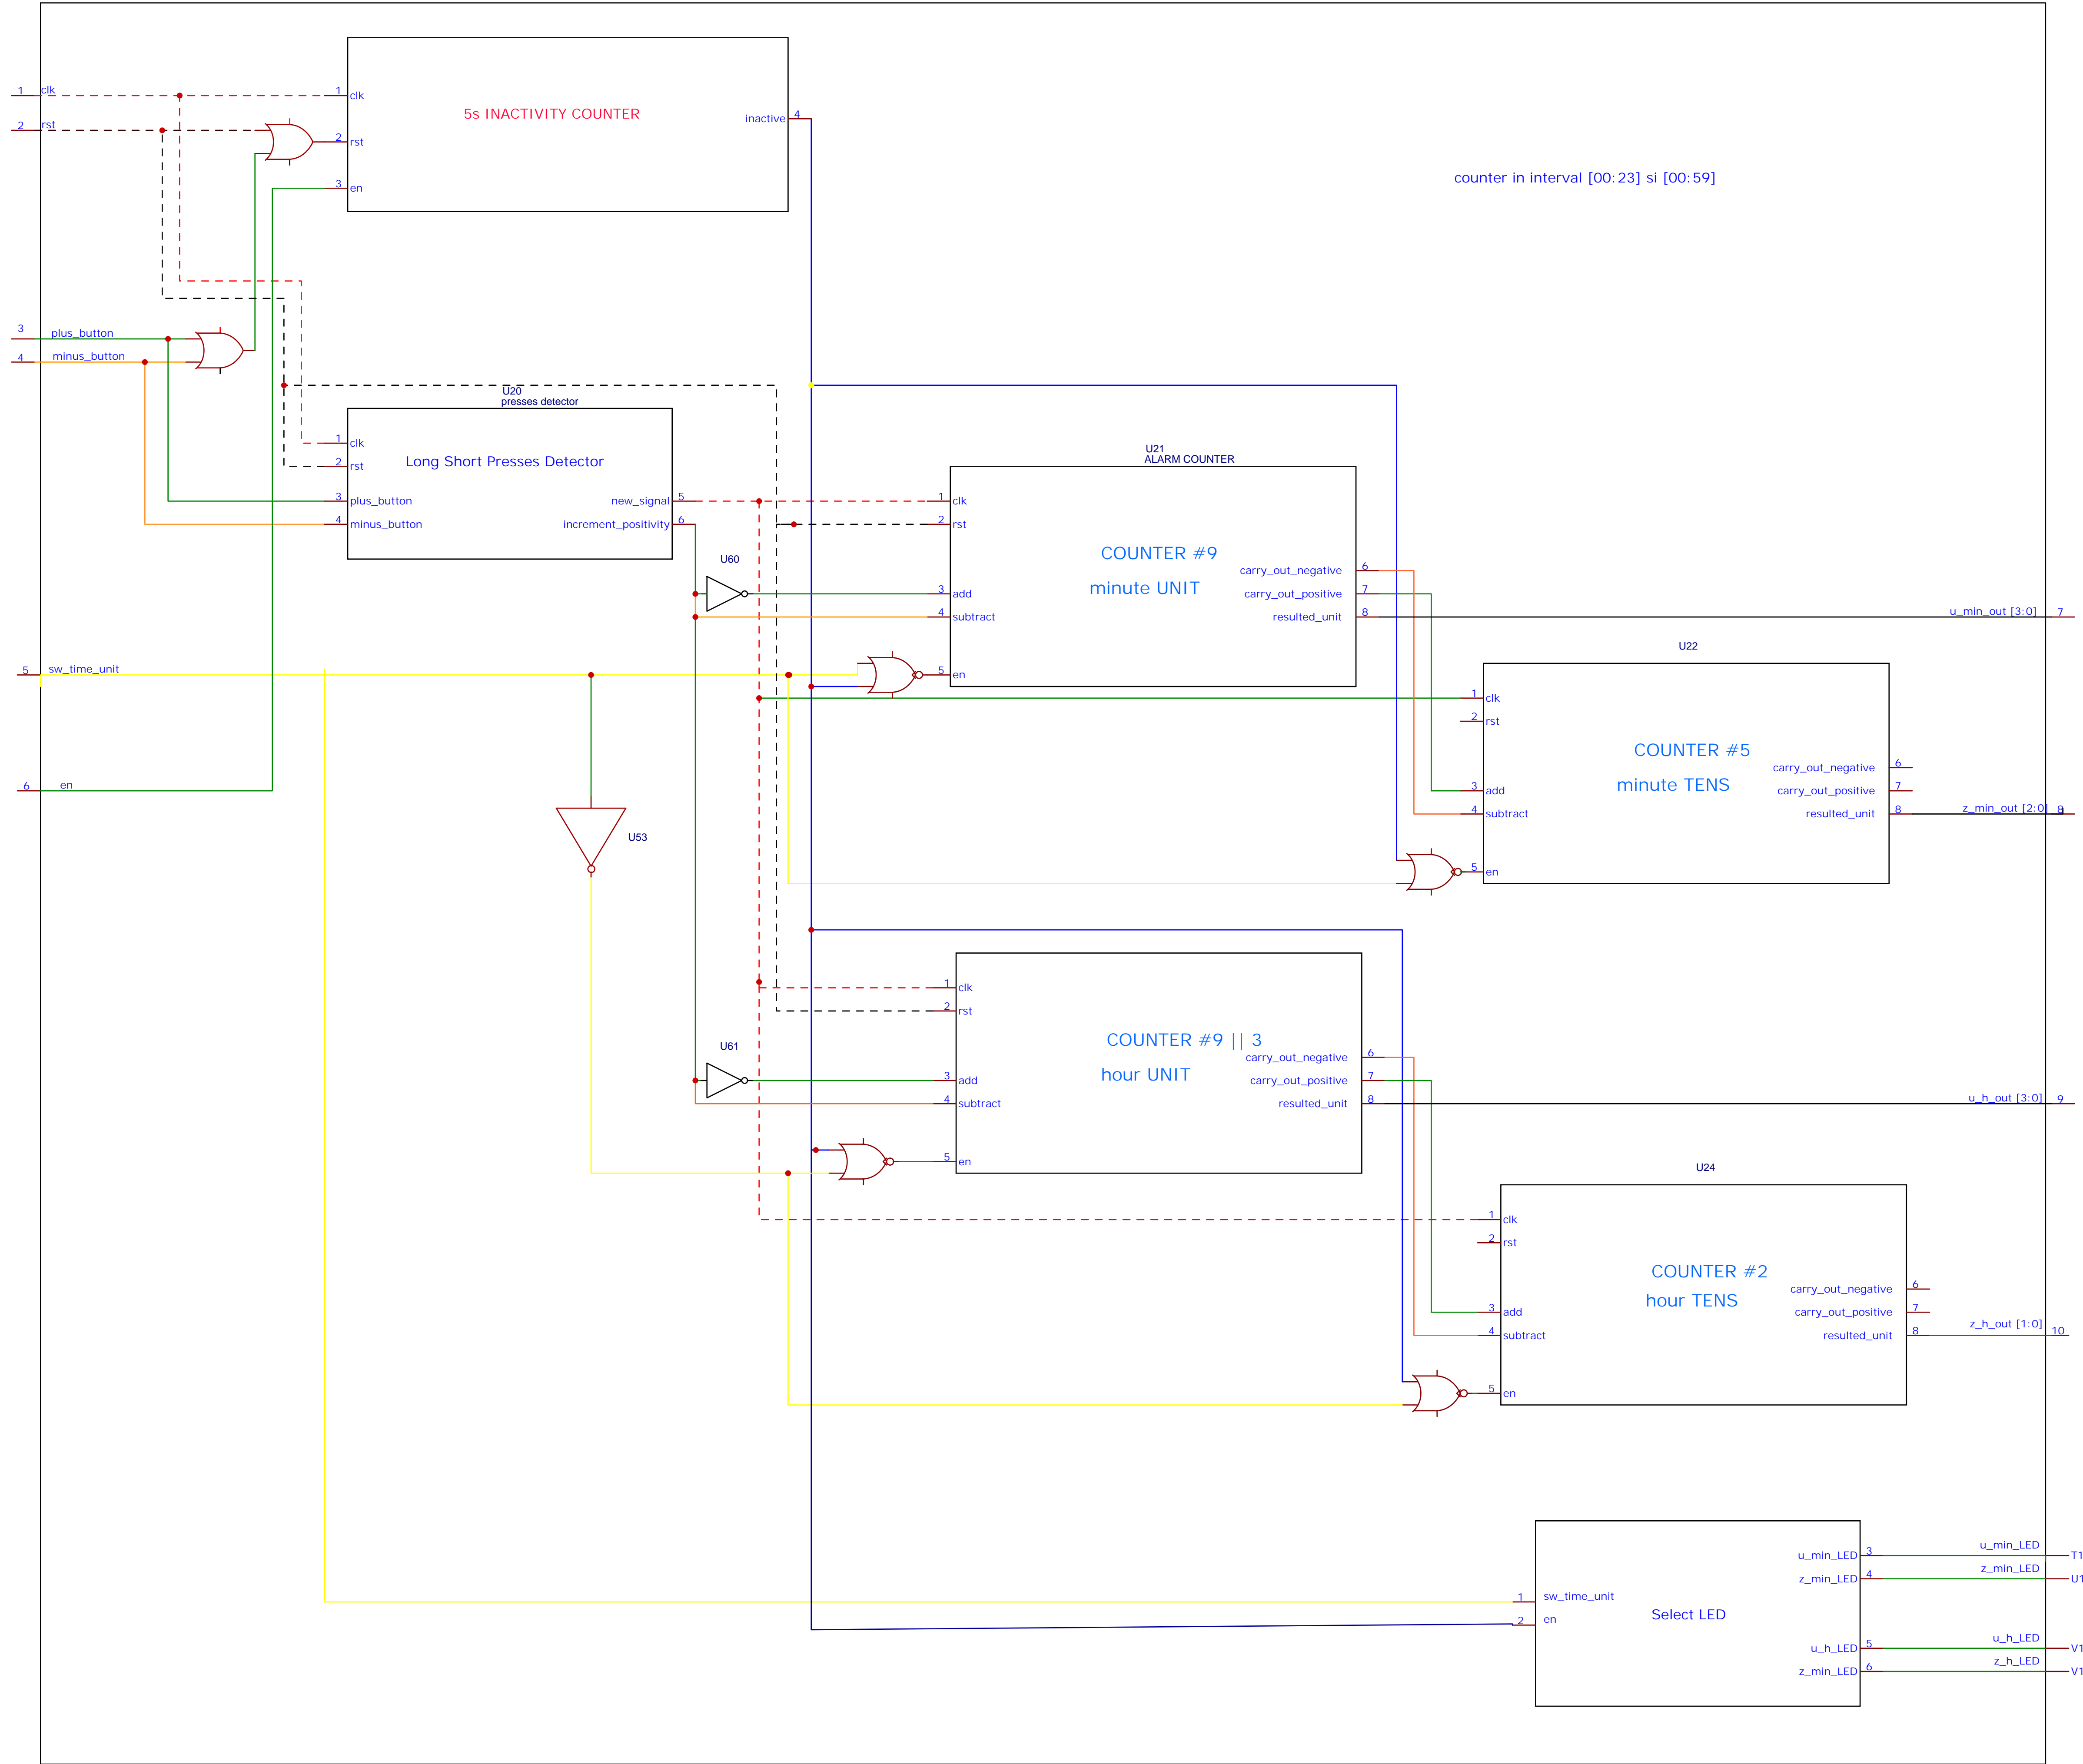 1 clk
2 rst
1 clk
2 rst
3 en
5s INACTIVITY COUNTER
inactive 4
counter in interval [00:23] si [00:59]
3 plus_button
4 minus_button
U20
presses detector
1 clk
2 rst
3 plus_button
4 minus_button
Long Short Presses Detector
new_signal 5
increment_positivity 6
U60
U21
ALARM COUNTER
1 clk
2 rst
COUNTER #9
minute UNIT
3 add
4 subtract
5 en
carry_out_negative 6
carry_out_positive 7
resulted_unit 8
u_min_out [3:0] 7
5 sw_time_unit
6 en
U53
U22
1 clk
2 rst
COUNTER #5
minute TENS
3 add
4 subtract
5 en
carry_out_negative 6
carry_out_positive 7
resulted_unit 8
z_min_out [2:0] 8
U61
1 clk
2 rst
COUNTER #9 || 3
hour UNIT
3 add
4 subtract
5 en
carry_out_negative 6
carry_out_positive 7
resulted_unit 8
u_h_out [3:0] 9
U24
1 clk
2 rst
COUNTER #2
hour TENS
3 add
4 subtract
5 en
carry_out_negative 6
carry_out_positive 7
resulted_unit 8
z_h_out [1:0] 10
1 sw_time_unit
2 en
Select LED
u_min_LED 3
z_min_LED 4
u_h_LED 5
z_min_LED 6
u_min_LED T1
z_min_LED U1
u_h_LED V1
z_h_LED V1